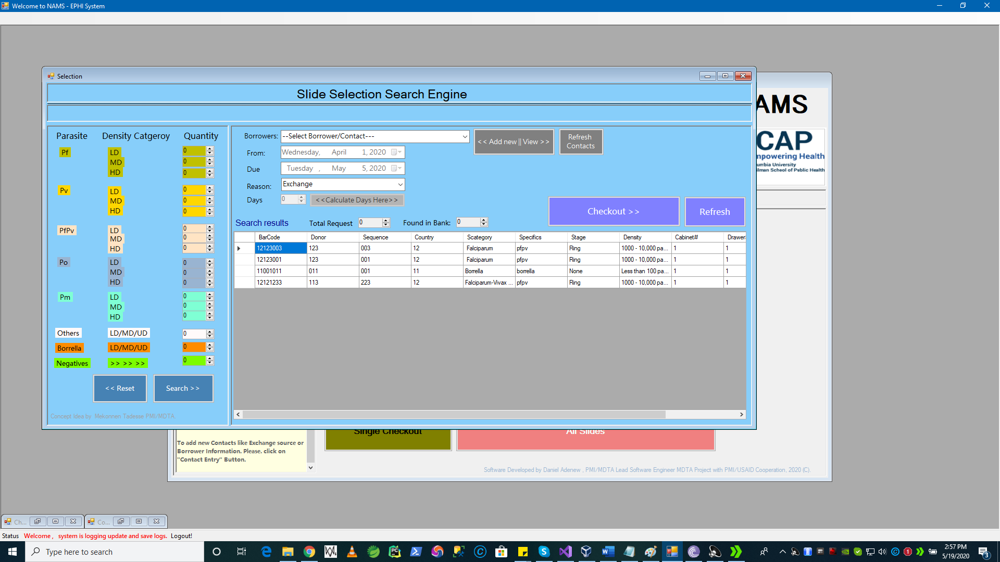 Welcome to NAMS - EPHI System
Selection
Slide Selection Search Engine
AMS
CAP
mpowering Health
umbia University
ilman School of Public Health
Parasite Density Catgeroy Quantity
Pf LD 0
MD 0
HD 0
Pv LD 0
MD 0
HD 0
PfPv LD 0
MD 0
HD 0
Po LD 0
MD 0
HD 0
Pm LD 0
MD 0
HD 0
Others LD/MD/UD 0
Borrella LD/MD/UD 0
Negatives >> >> >> 0
<< Reset Search >>
Concept Idea by Mekonnen Tadesse PMI/MDTA.
Borrowers: --Select Borrower/Contact--- << Add new || View >> Refresh Contacts
From: Wednesday, April 1, 2020
Due Tuesday , May 5, 2020
Reason: Exchange
Days 0 <<Calculate Days Here>>
Checkout >> Refresh
Search results Total Request 0 Found in Bank: 0
BarCode Donor Sequence Country Scategory Specifics Stage Density Cabinet# Drawer
12123003 123 003 12 Falciparum pfpv Ring 1000 - 10,000 pa... 1 1
12123001 123 001 12 Falciparum pfpv Ring 1000 - 10,000 pa... 1 1
11001011 011 001 11 Borrella borrella None Less than 100 pa... 1 1
12121233 113 223 12 Falciparum-Vivax ... pfpv Ring 1000 - 10,000 pa... 1 1
Single Checkout All Slides
To add new Contacts like Exchange source or
Borrower Information. Please. click on
"Contact Entry" Button.
Software Developed by Daniel Adenew , PMI/MDTA Lead Software Engineer MDTA Project with PMI/USAID Cooperation, 2020 (C).
Ch... Co...
Status Welcome , system is logging update and save logs. Logout!
Type here to search
2:57 PM
5/19/2020
3